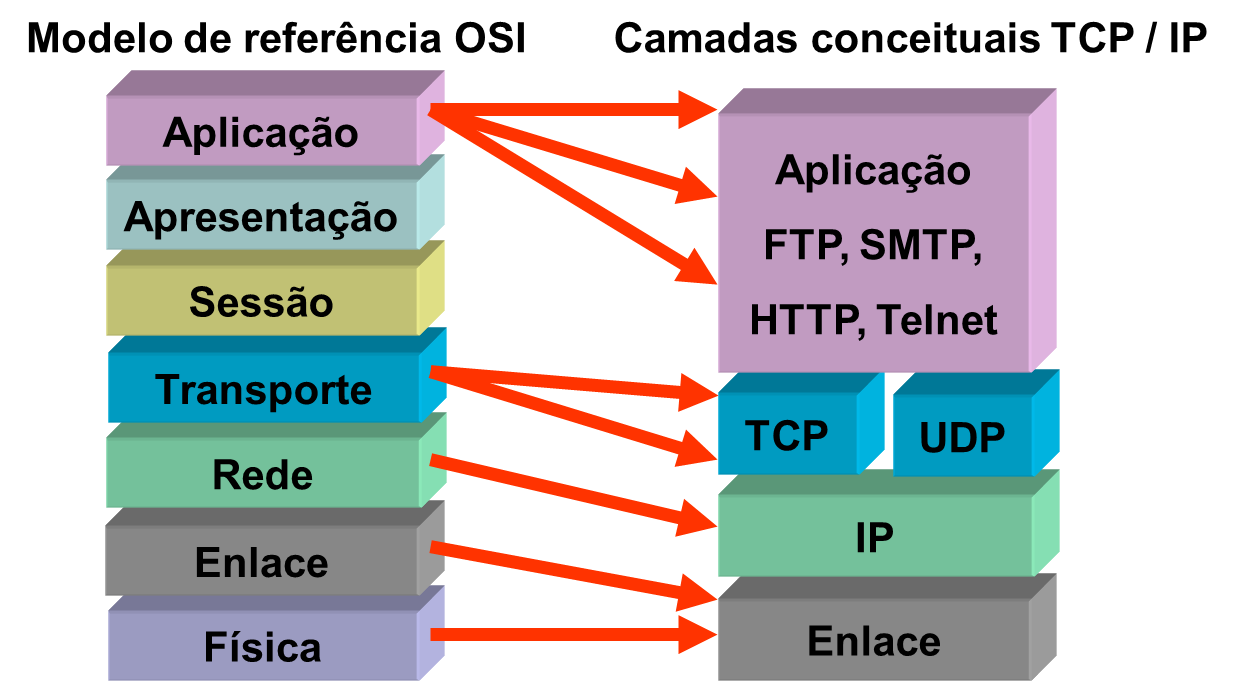 Modelo de referência OSI
Aplicação
Apresentação
Sessão
Transporte
Rede
Enlace
Física
Camadas conceituais TCP / IP
Aplicação
FTP, SMTP,
HTTP, Telnet
TCP
UDP
IP
Enlace